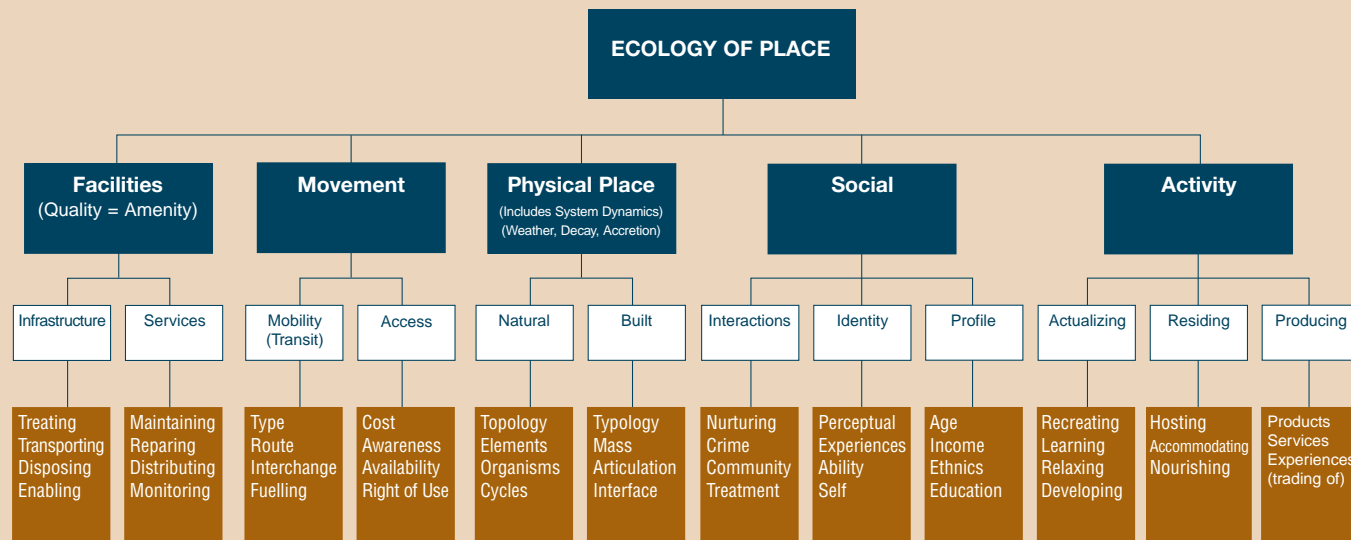 ECOLOGY OF PLACE
Facilities
(Quality = Amenity)
Movement
Physical Place
(Includes System Dynamics)
(Weather, Decay, Accretion)
Social
Activity
Infrastructure
Services
Mobility
(Transit)
Access
Natural
Built
Interactions
Identity
Profile
Actualizing
Residing
Producing
Treating
Transporting
Disposing
Enabling
Maintaining
Reparing
Distributing
Monitoring
Type
Route
Interchange
Fuelling
Cost
Awareness
Availability
Right of Use
Topology
Elements
Organisms
Cycles
Typology
Mass
Articulation
Interface
Nurturing
Crime
Community
Treatment
Perceptual
Experiences
Ability
Self
Age
Income
Ethnics
Education
Recreating
Learning
Relaxing
Developing
Hosting
Accommodating
Nourishing
Products
Services
Experiences
(trading of)